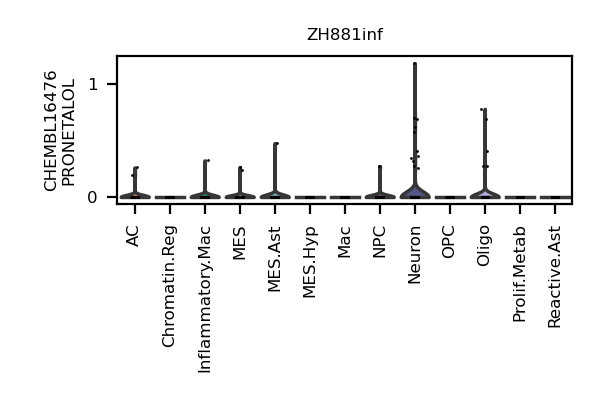 ZH881inf
CHEMBL16476
PRONETALOL
1
0
AC
Chromatin.Reg
Inflammatory.Mac
MES
MES.Ast
MES.Hyp
Mac
NPC
Neuron
OPC
Oligo
Prolif.Metab
Reactive.Ast